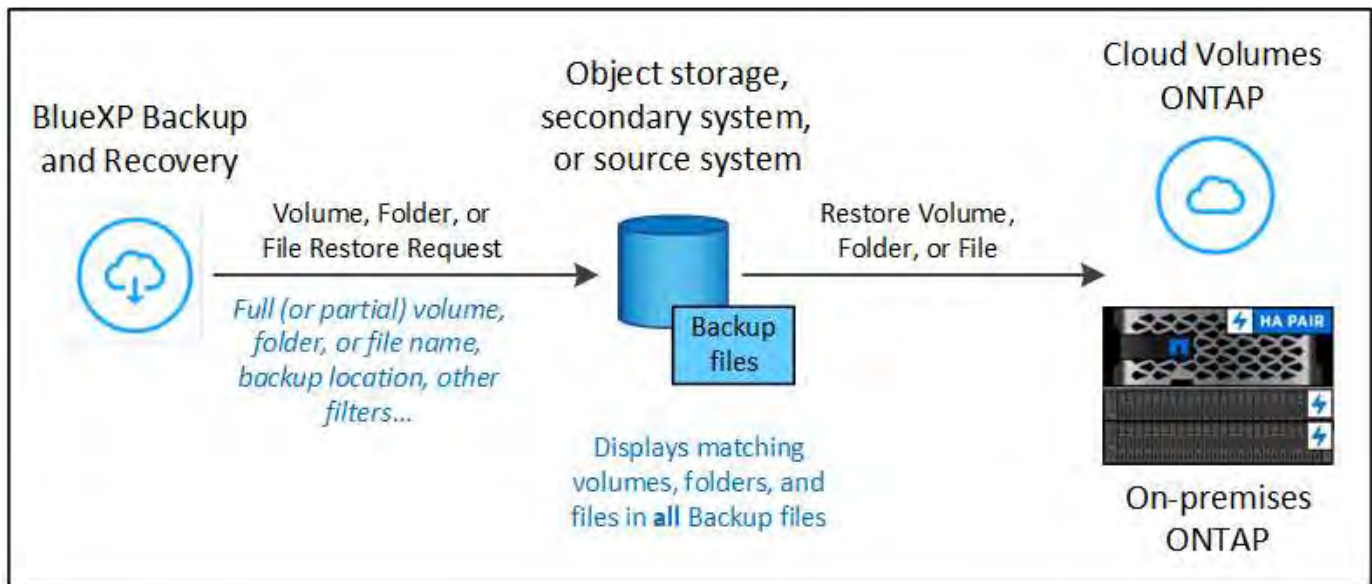 BlueXP Backup
and Recovery
Volume, Folder, or
File Restore Request
Full (or partial) volume,
folder, or file name,
backup location, other
filters...
Object storage,
secondary system,
or source system
Backup
files
Displays matching
volumes, folders, and
files in all Backup files
Restore Volume,
Folder, or File
Cloud Volumes
ONTAP
HA PAIR
On-premises
ONTAP